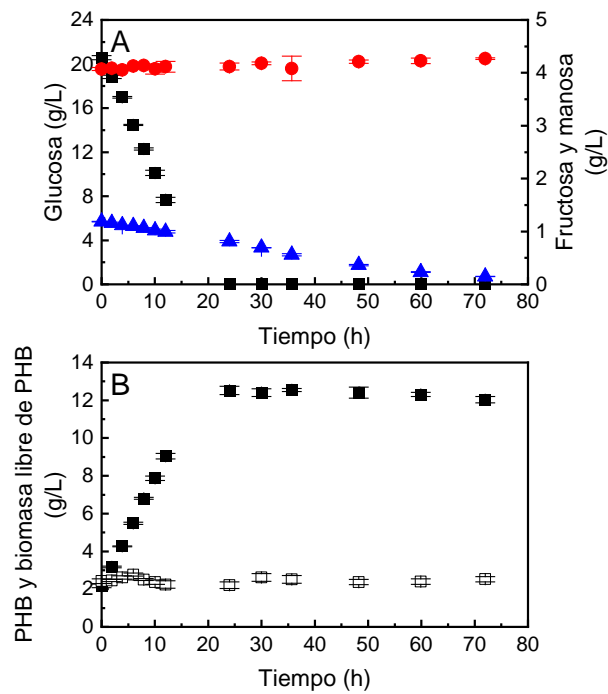 A
Glucosa (g/L)
24
20
16
12
8
4
0
5
4
3
2
1
0
Fructosa y manosa
(g/L)
0 10 20 30 40 50 60 70 80
Tiempo (h)
B
PHB y biomasa libre de PHB
(g/L)
14
12
10
8
6
4
2
0
0 10 20 30 40 50 60 70 80
Tiempo (h)